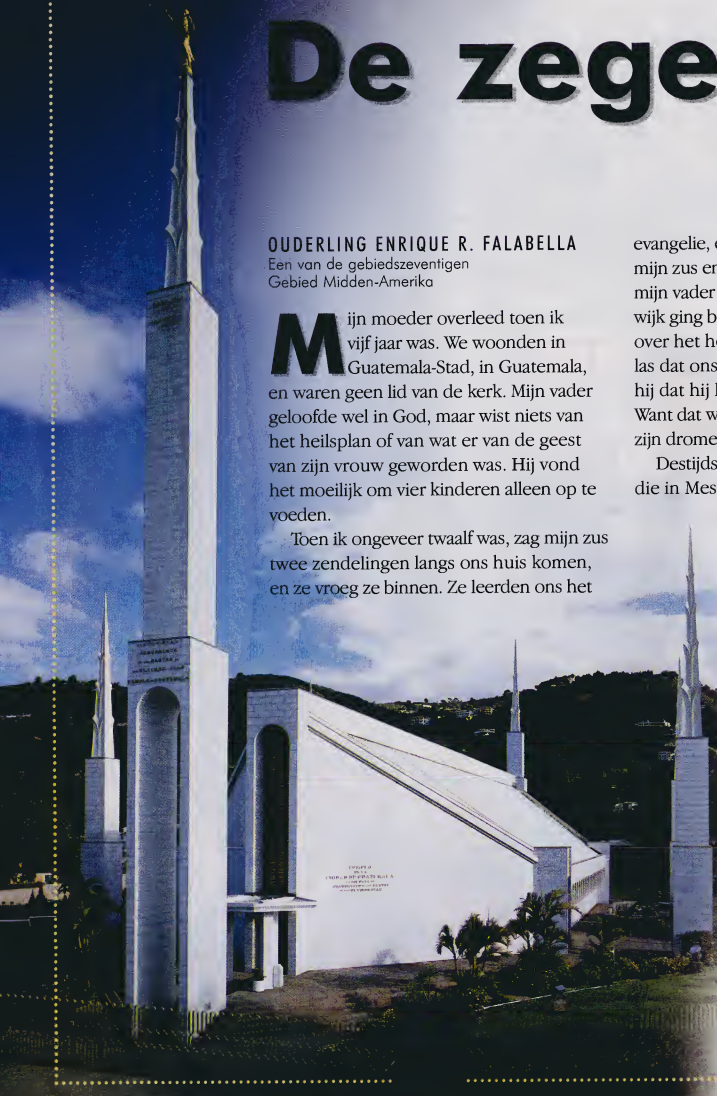 De zege
OUDERLING ENRIQUE R. FALABELLA
Een van de gebiedszeventigen
Gebied Midden-Amerika
Mijn moeder overleed toen ik
vijf jaar was. We woonden in
Guatemala-Stad, in Guatemala,
en waren geen lid van de kerk. Mijn vader
geloofde wel in God, maar wist niets van
het heilsplan of van wat er van de geest
van zijn vrouw geworden was. Hij vond
het moeilijk om vier kinderen alleen op te
voeden.
Toen ik ongeveer twaalf was, zag mijn zus
twee zendelingen langs ons huis komen,
en ze vroeg ze binnen. Ze leerden ons het
evangelie,
mijn zus en
mijn vader
wijk ging b
over het h
las dat ons
hij dat hij
Want dat w
zijn drome
Destijds
die in Mes